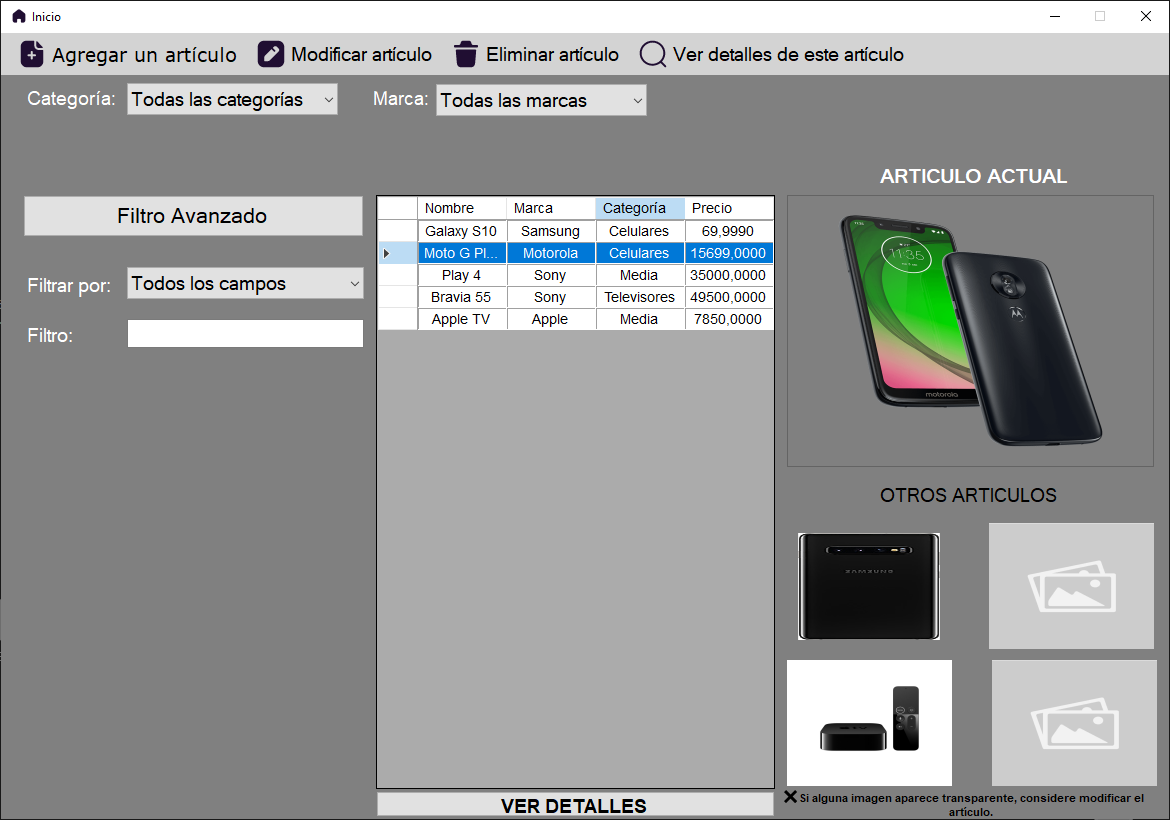 Inicio
Agregar un artículo Modificar artículo Eliminar artículo Ver detalles de este artículo
Categoría: Todas las categorías Marca: Todas las marcas
ARTICULO ACTUAL
Filtro Avanzado
Filtrar por: Todos los campos
Filtro:
Nombre Marca Categoría Precio
Galaxy S10 Samsung Celulares 69,9990
Moto G Pl... Motorola Celulares 15699,0000
Play 4 Sony Media 35000,0000
Bravia 55 Sony Televisores 49500,0000
Apple TV Apple Media 7850,0000
11:35
motorola
OTROS ARTICULOS
SAMSUNG
VER DETALLES
Si alguna imagen aparece transparente, considere modificar el
artículo.